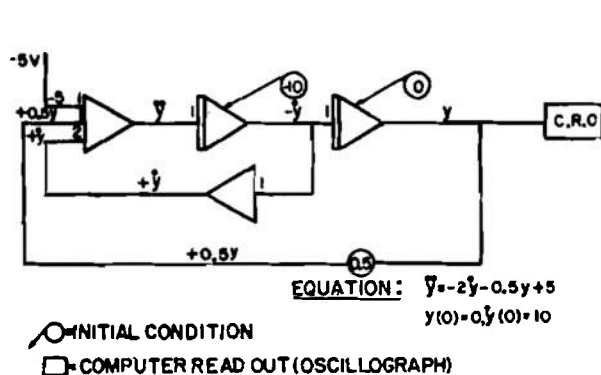 -5V
-5
+0.5y
+ẏ
1
2
ÿ
1
-10
-ẏ
1
0
y
C.R.O
+ẏ
1
+0.5y
0.5
EQUATION: ÿ=-2ẏ-0.5y+5
y(0)=0,ẏ(0)=10
=INITIAL CONDITION
=COMPUTER READ OUT(OSCILLOGRAPH)